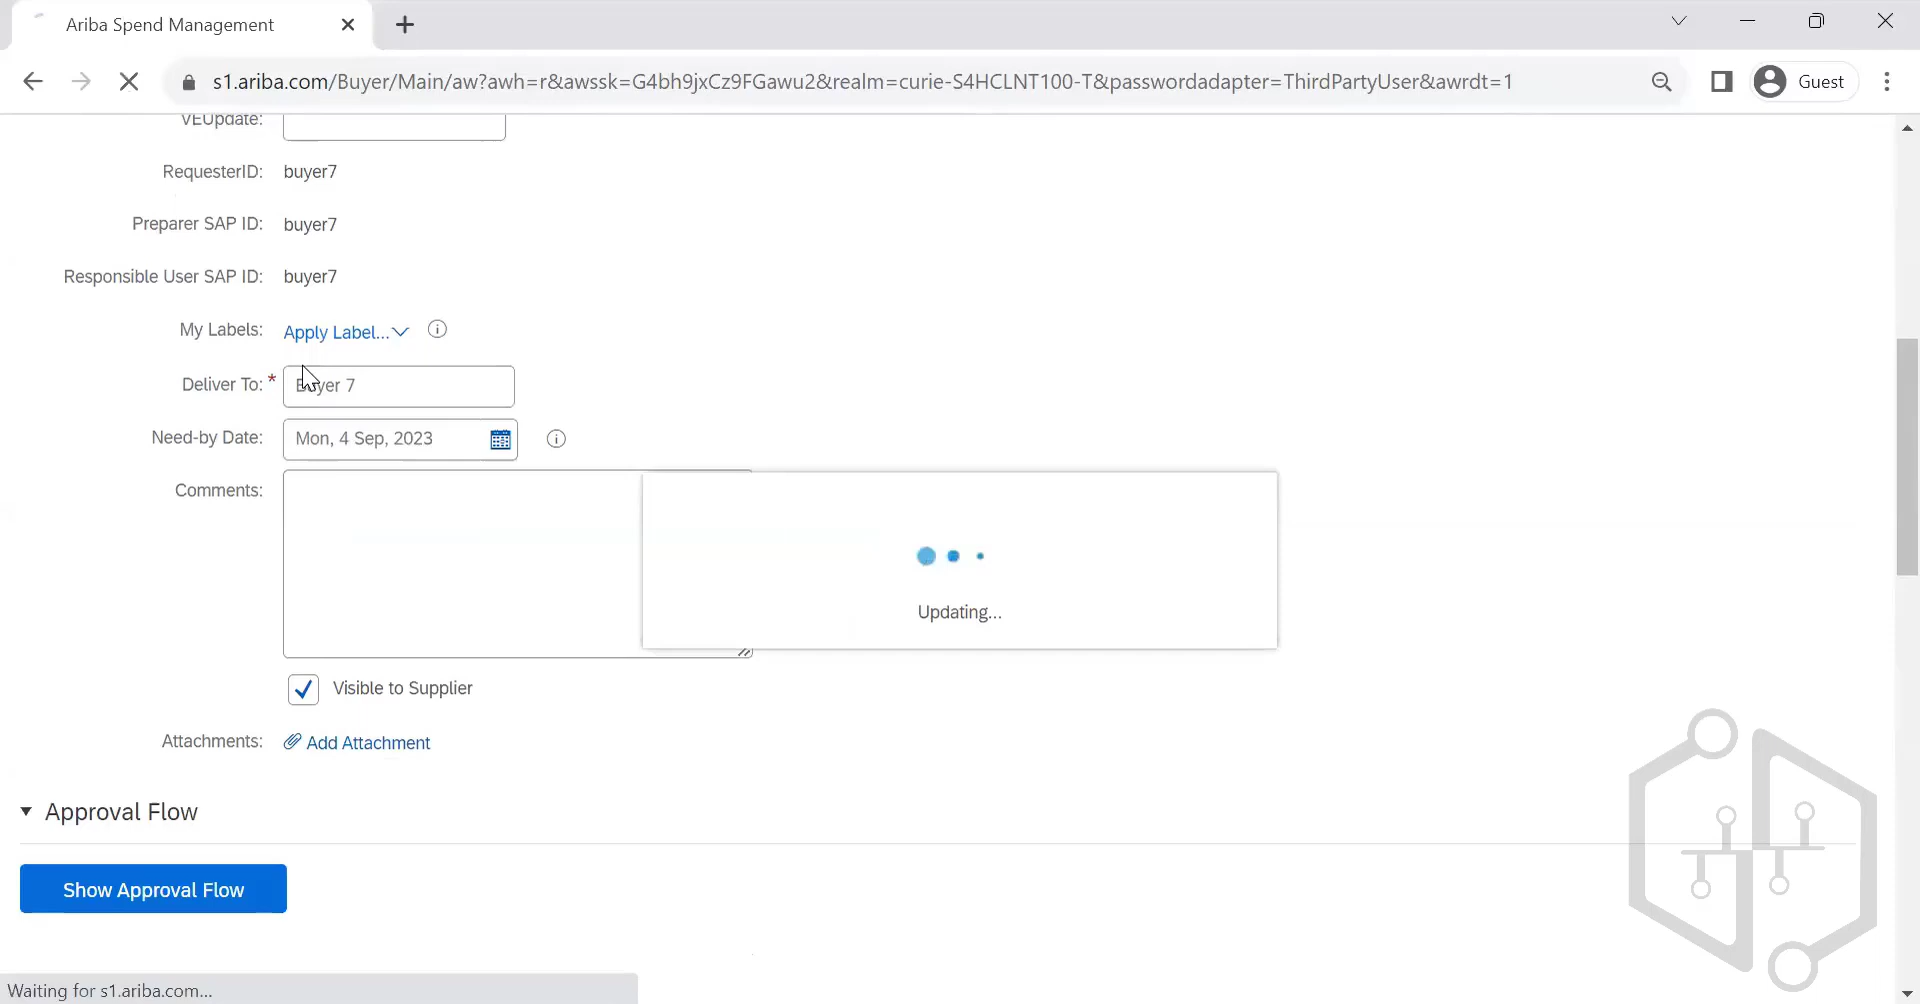 Ariba Spend Management
s1.ariba.com/Buyer/Main/aw?awh=r&awssk=G4bh9jxCz9FGawu2&realm=curie-S4HCLNT100-T&passwordadapter=ThirdPartyUser&awrdt=1
Guest
VEUpdate:
RequesterID: buyer7
Preparer SAP ID: buyer7
Responsible User SAP ID: buyer7
My Labels: Apply Label...
Deliver To: * Buyer 7
Need-by Date: Mon, 4 Sep, 2023
Comments:
Updating...
Visible to Supplier
Attachments: Add Attachment
Approval Flow
Show Approval Flow
Waiting for s1.ariba.com...